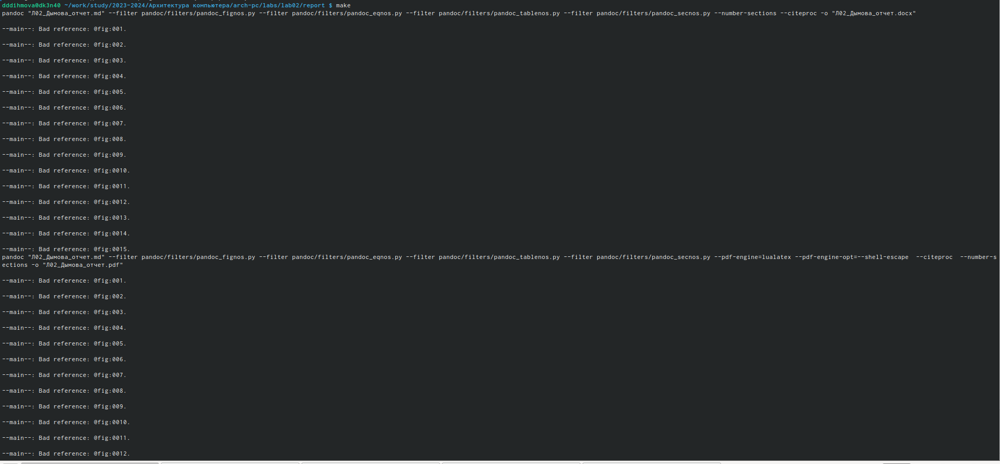 dddihmova@dk3n40 ~/work/study/2023-2024/Архитектура компьютера/arch-pc/labs/lab02/report $ make
pandoc "Л02_Дымова_отчет.md" --filter pandoc/filters/pandoc_fignos.py --filter pandoc/filters/pandoc_eqnos.py --filter pandoc/filters/pandoc_tablenos.py --filter pandoc/filters/pandoc_secnos.py --number-sections --citeproc -o "Л02_Дымова_отчет.docx"
--main--: Bad reference: @fig:001.
--main--: Bad reference: @fig:002.
--main--: Bad reference: @fig:003.
--main--: Bad reference: @fig:004.
--main--: Bad reference: @fig:005.
--main--: Bad reference: @fig:006.
--main--: Bad reference: @fig:007.
--main--: Bad reference: @fig:008.
--main--: Bad reference: @fig:009.
--main--: Bad reference: @fig:0010.
--main--: Bad reference: @fig:0011.
--main--: Bad reference: @fig:0012.
--main--: Bad reference: @fig:0013.
--main--: Bad reference: @fig:0014.
--main--: Bad reference: @fig:0015.
pandoc "Л02_Дымова_отчет.md" --filter pandoc/filters/pandoc_fignos.py --filter pandoc/filters/pandoc_eqnos.py --filter pandoc/filters/pandoc_tablenos.py --filter pandoc/filters/pandoc_secnos.py --pdf-engine=lualatex --pdf-engine-opt=--shell-escape  --citeproc  --number-s
ections -o "Л02_Дымова_отчет.pdf"
--main--: Bad reference: @fig:001.
--main--: Bad reference: @fig:002.
--main--: Bad reference: @fig:003.
--main--: Bad reference: @fig:004.
--main--: Bad reference: @fig:005.
--main--: Bad reference: @fig:006.
--main--: Bad reference: @fig:007.
--main--: Bad reference: @fig:008.
--main--: Bad reference: @fig:009.
--main--: Bad reference: @fig:0010.
--main--: Bad reference: @fig:0011.
--main--: Bad reference: @fig:0012.